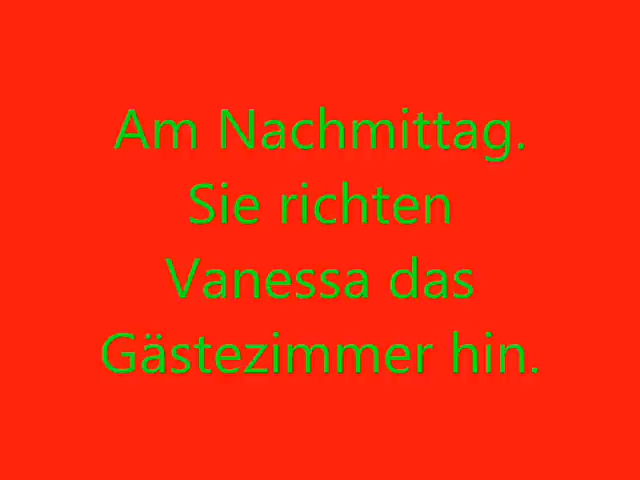 Am Nachmittag.
Sie richten
Vanessa das
Gästezimmer hin.